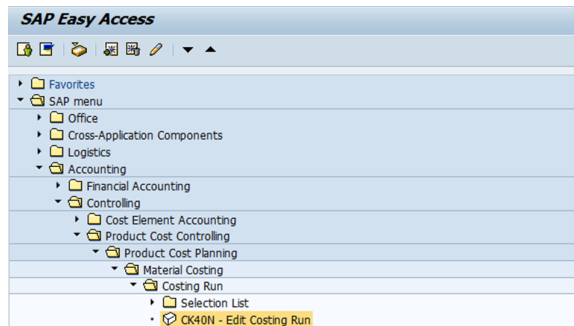 SAP Easy Access
Favorites
SAP menu
Office
Cross-Application Components
Logistics
Accounting
Financial Accounting
Controlling
Cost Element Accounting
Product Cost Controlling
Product Cost Planning
Material Costing
Costing Run
Selection List
CK40N - Edit Costing Run